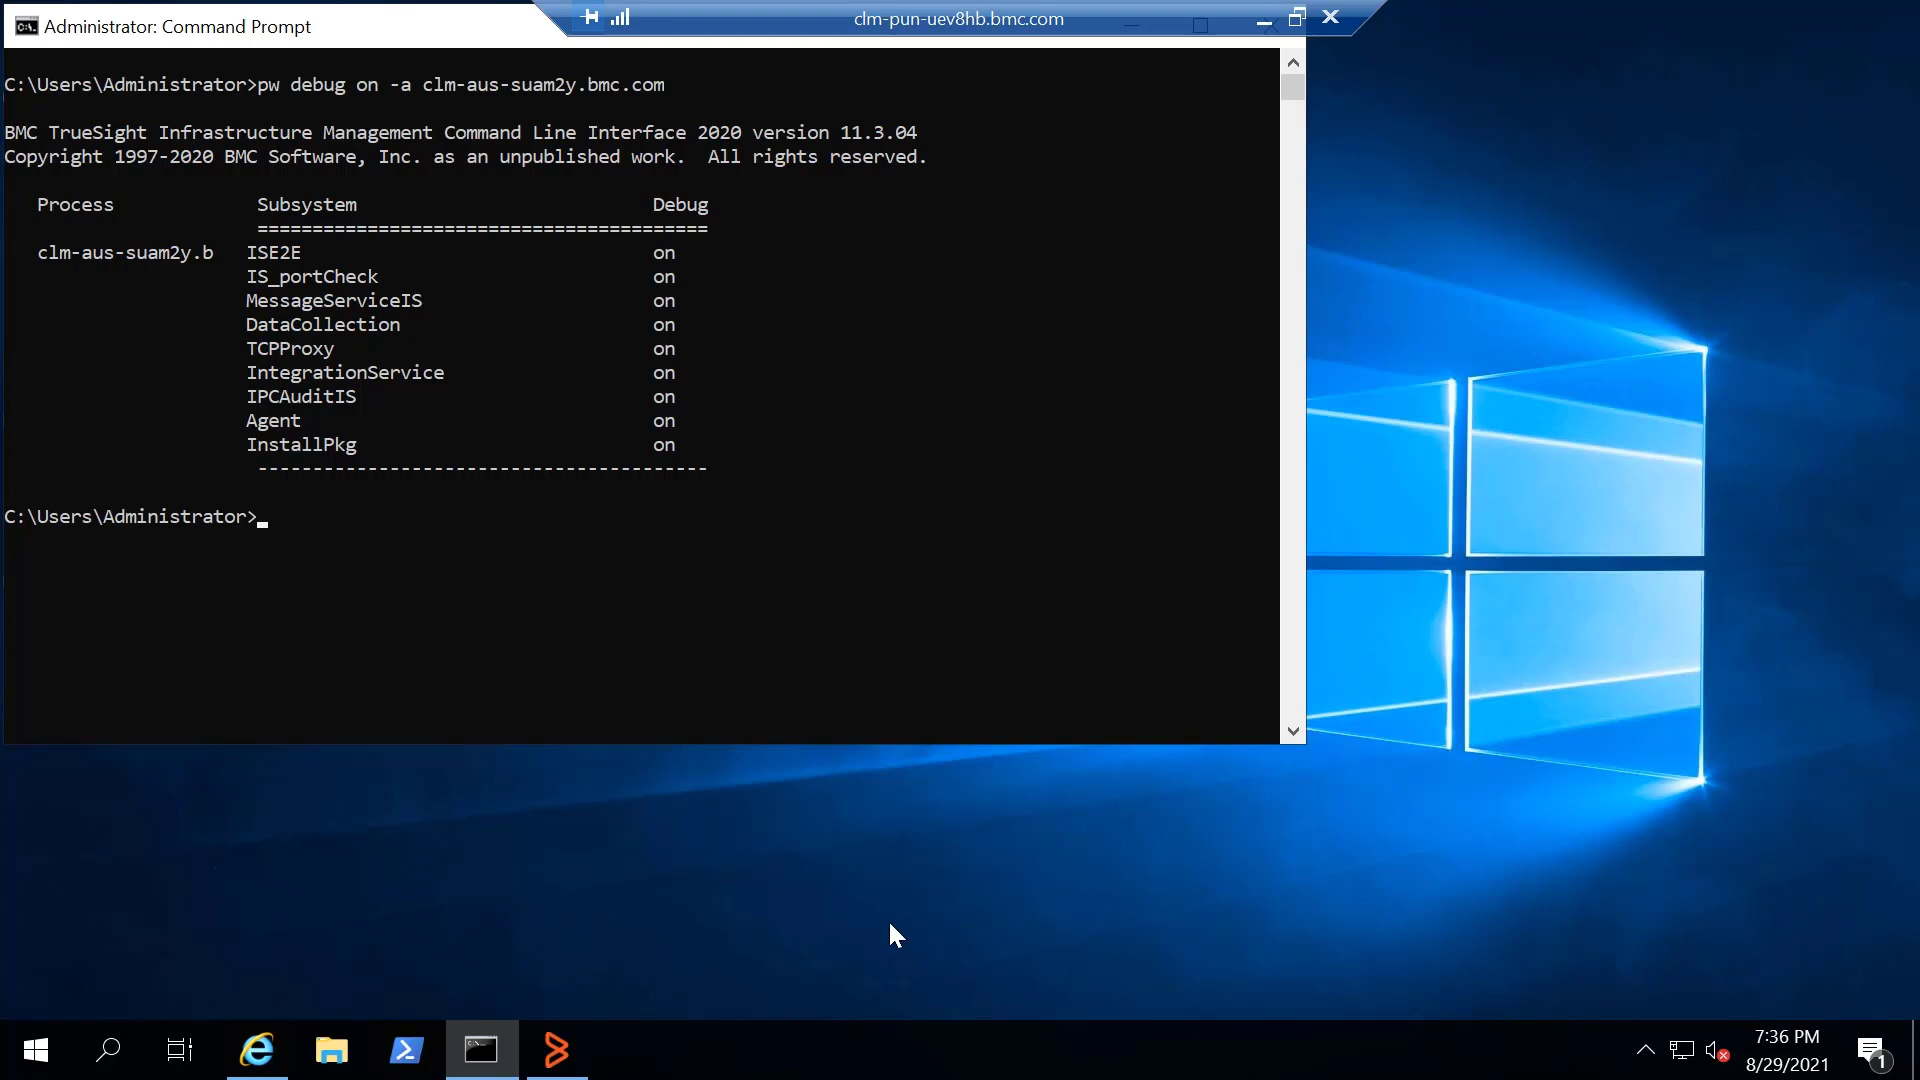 Administrator: Command Prompt
clm-pun-uev8hb.bmc.com
C:\Users\Administrator>pw debug on -a clm-aus-suam2y.bmc.com
BMC TrueSight Infrastructure Management Command Line Interface 2020 version 11.3.04
Copyright 1997-2020 BMC Software, Inc. as an unpublished work.  All rights reserved.
Process Subsystem Debug
=========================================
clm-aus-suam2y.b ISE2E on
IS_portCheck on
MessageServiceIS on
DataCollection on
TCPProxy on
IntegrationService on
IPCAuditIS on
Agent on
InstallPkg on
-----------------------------------------
C:\Users\Administrator>
7:36 PM
8/29/2021
1